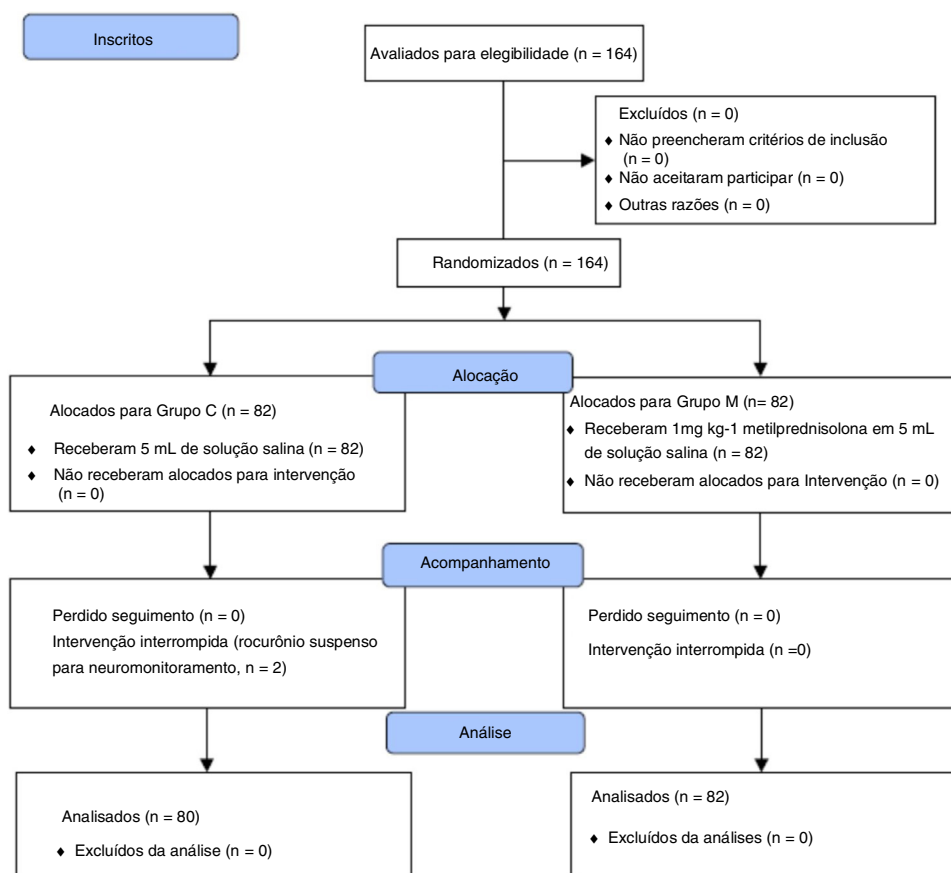 Inscritos
Avaliados para elegibilidade (n = 164)
Excluídos (n = 0)
♦ Não preencheram critérios de inclusão
(n = 0)
♦ Não aceitaram participar (n = 0)
♦ Outras razões (n = 0)
Randomizados (n = 164)
Alocação
Alocados para Grupo C (n = 82)
♦ Receberam 5 mL de solução salina (n = 82)
♦ Não receberam alocados para intervenção
(n = 0)
Alocados para Grupo M (n= 82)
♦ Receberam 1mg kg-1 metilprednisolona em 5 mL
de solução salina (n = 82)
♦ Não receberam alocados para Intervenção (n = 0)
Acompanhamento
Perdido seguimento (n = 0)
Intervenção interrompida (rocurônio suspenso
para neuromonitoramento, n = 2)
Perdido seguimento (n = 0)
Intervenção interrompida (n =0)
Análise
Analisados (n = 80)
♦ Excluídos da análise (n = 0)
Analisados (n = 82)
♦ Excluídos da análises (n = 0)